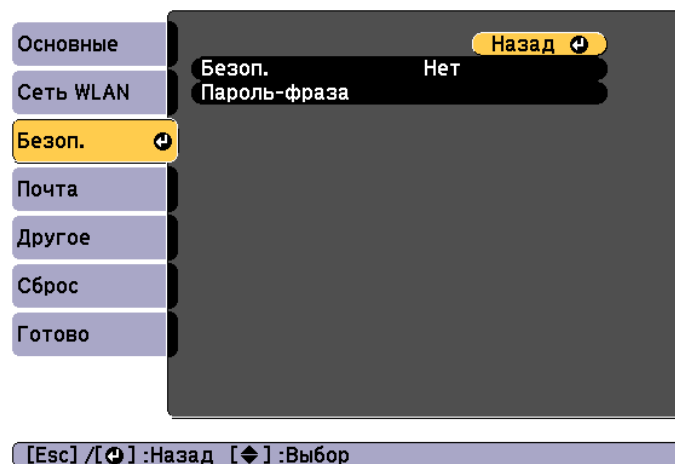 Основные
Сеть WLAN
Безоп.
Почта
Другое
Сброс
Готово
Назад
Безоп. Нет
Пароль-фраза
[Esc] /[ ] :Назад [ ] :Выбор